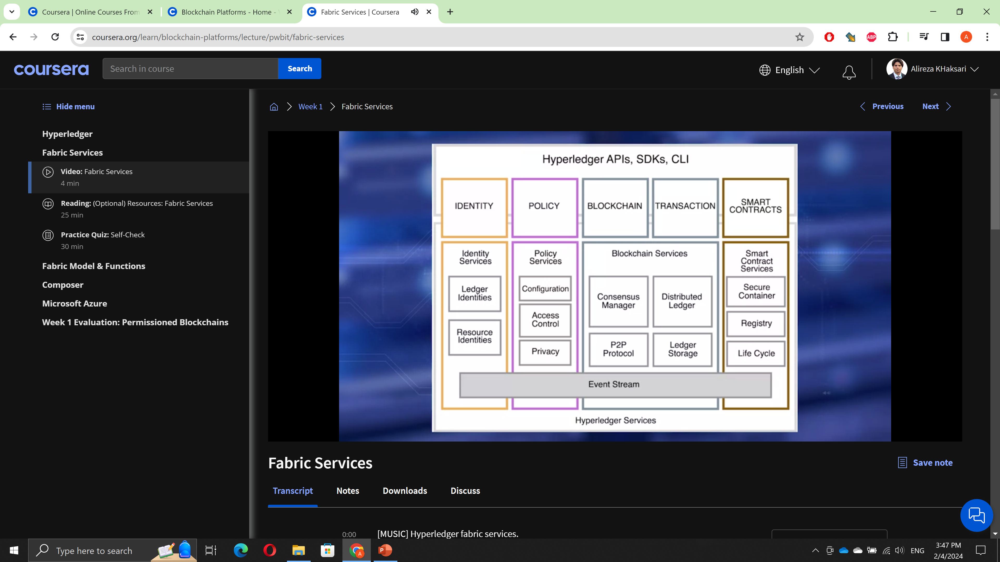 Coursera | Online Courses From
Blockchain Platforms - Home -
Fabric Services | Coursera
coursera.org/learn/blockchain-platforms/lecture/pwbit/fabric-services
ABP
A
coursera
Search in course
Search
English
Alireza KHaksari
Hide menu
Hyperledger
Fabric Services
Video: Fabric Services
4 min
Reading: (Optional) Resources: Fabric Services
25 min
Practice Quiz: Self-Check
30 min
Fabric Model & Functions
Composer
Microsoft Azure
Week 1 Evaluation: Permissioned Blockchains
Week 1
Fabric Services
Previous
Next
Hyperledger APIs, SDKs, CLI
IDENTITY
POLICY
BLOCKCHAIN
TRANSACTION
SMART
CONTRACTS
Identity
Services
Ledger
Identities
Resource
Identities
Policy
Services
Configuration
Access
Control
Privacy
Blockchain Services
Consensus
Manager
Distributed
Ledger
P2P
Protocol
Ledger
Storage
Smart
Contract
Services
Secure
Container
Registry
Life Cycle
Event Stream
Hyperledger Services
Fabric Services
Save note
Transcript
Notes
Downloads
Discuss
0:00
[MUSIC] Hyperledger fabric services.
Type here to search
A
P
ENG
3:47 PM
2/4/2024